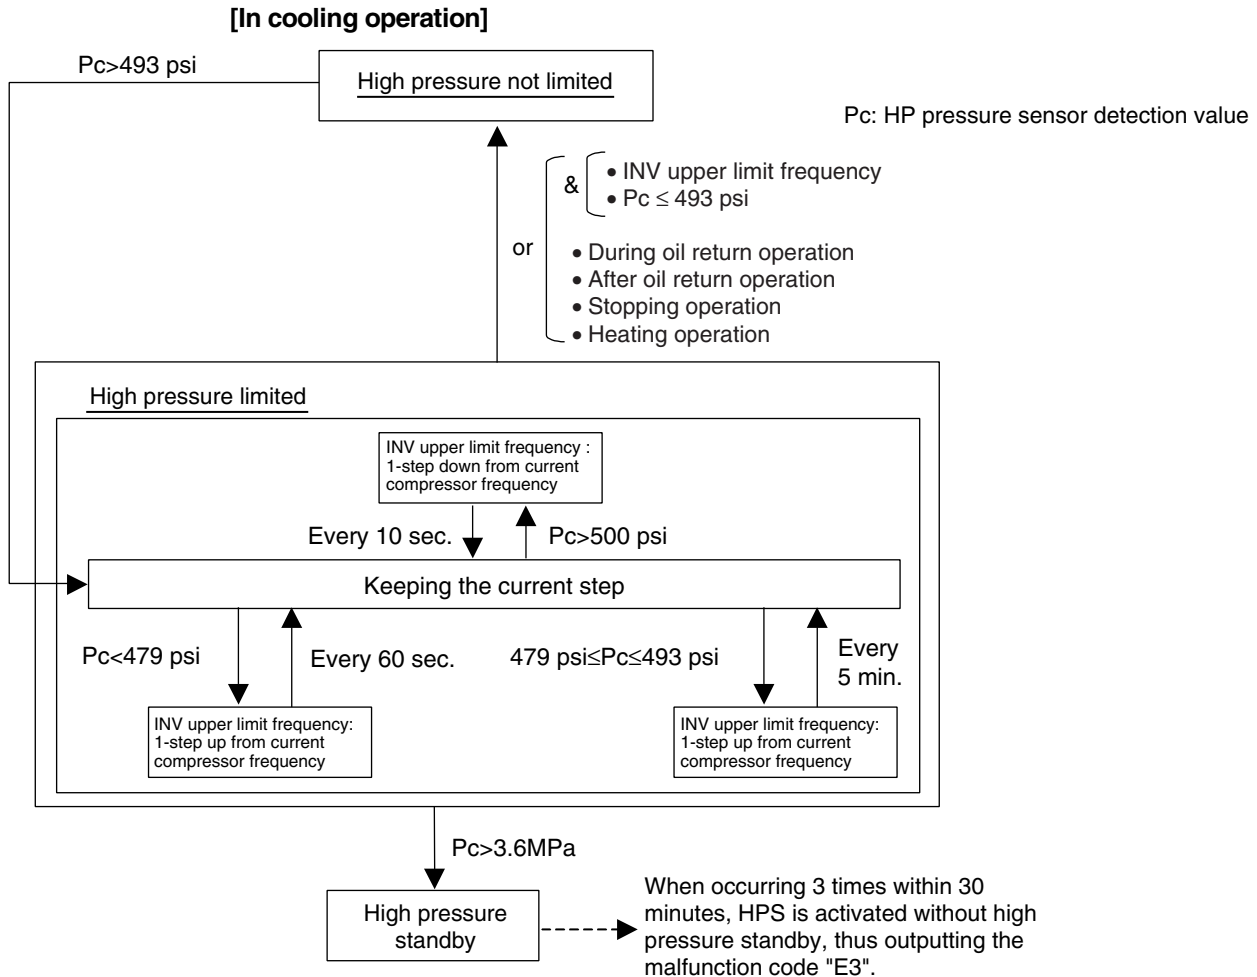 [In cooling operation]
Pc>493 psi
High pressure not limited
Pc: HP pressure sensor detection value
&
• INV upper limit frequency
• Pc ≤ 493 psi
or
• During oil return operation
• After oil return operation
• Stopping operation
• Heating operation
High pressure limited
INV upper limit frequency :
1-step down from current
compressor frequency
Every 10 sec.
Pc>500 psi
Keeping the current step
Pc<479 psi
Every 60 sec.
479 psi≤Pc≤493 psi
Every
5 min.
INV upper limit frequency:
1-step up from current
compressor frequency
INV upper limit frequency:
1-step up from current
compressor frequency
Pc>3.6MPa
High pressure
standby
When occurring 3 times within 30
minutes, HPS is activated without high
pressure standby, thus outputting the
malfunction code "E3".